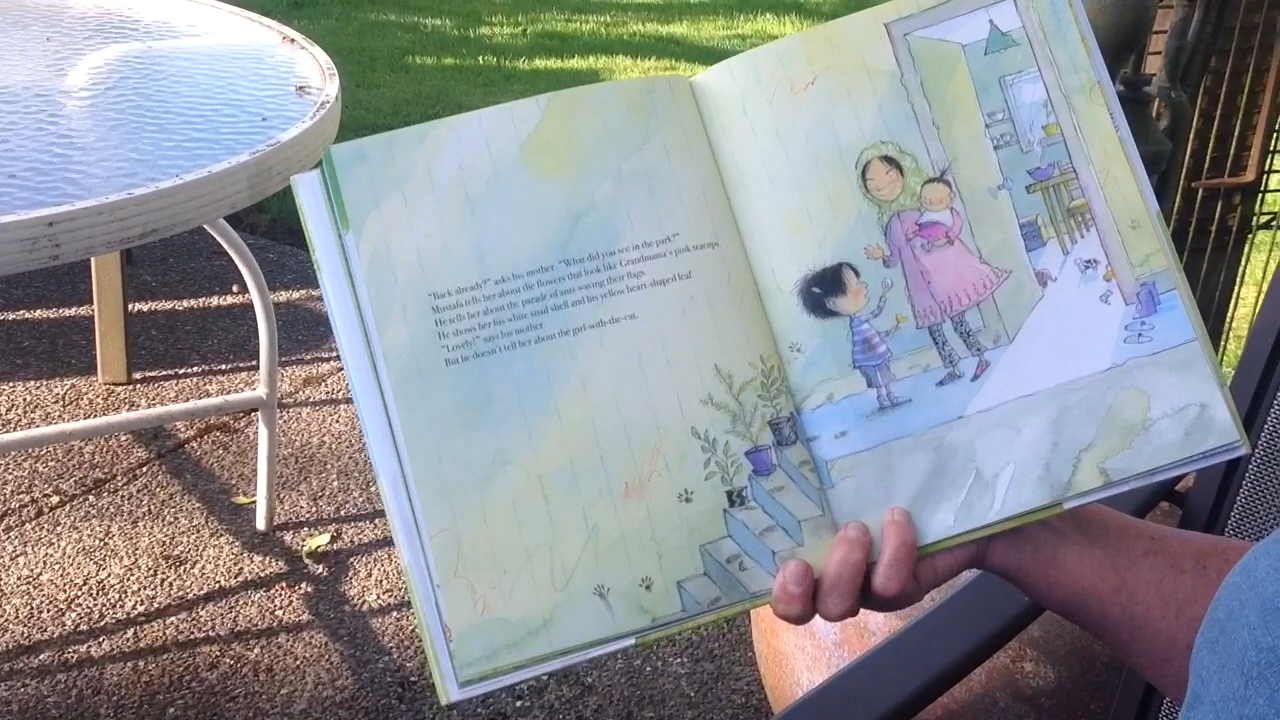 "Back already?" asks his mother. "What did you see in the park?"
Mustafa tells her about the flowers that look like Grandmama's pink teacups.
He tells her about the parade of ants waving their flags.
He shows her his white snail shell and his yellow heart-shaped leaf.
"Lovely!" says his mother.
But he doesn't tell her about the girl-with-the-cat.